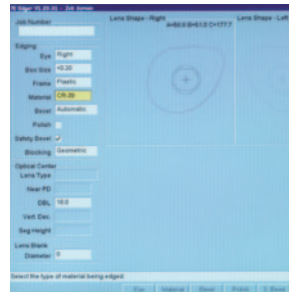 Lens Shape - Right
Lens Shape - Left
Job Number
Edging
Eye Right
Box Size +0.20
Frame Plastic
Material CR-39
Bevel Automatic
Polish
Safety Bevel
Blocking Geometric
Optical Center
Lens Type
Near PD
DBL 18.0
Vert. Dec.
Seg Height
Lens Blank
Diameter 0
Select the type of material being edged
Eye Material Bevel Polish